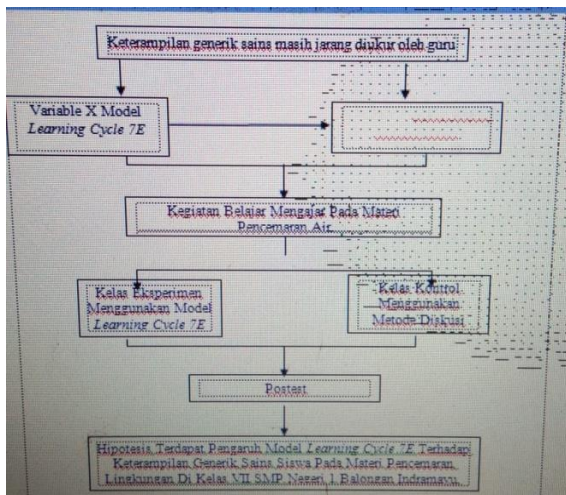 Keterampilan generik sains masih jarang diukur oleh guru
Variable X Model
Learning Cycle 7E
Kegiatan Belajar Mengajar Pada Materi
Pencemaran Air
Kelas Eksperimen
Menggunakan Model
Learning Cycle 7E
Kelas Kontrol
Menggunakan
Metode Diskusi
Postest
Hipotesis Terdapat Pengaruh Model Learning Cycle 7E Terhadap
Keterampilan Generik Sains Siswa Pada Materi Pencemaran
Lingkungan Di Kelas VII SMP Negeri 1 Balongan Indramayu